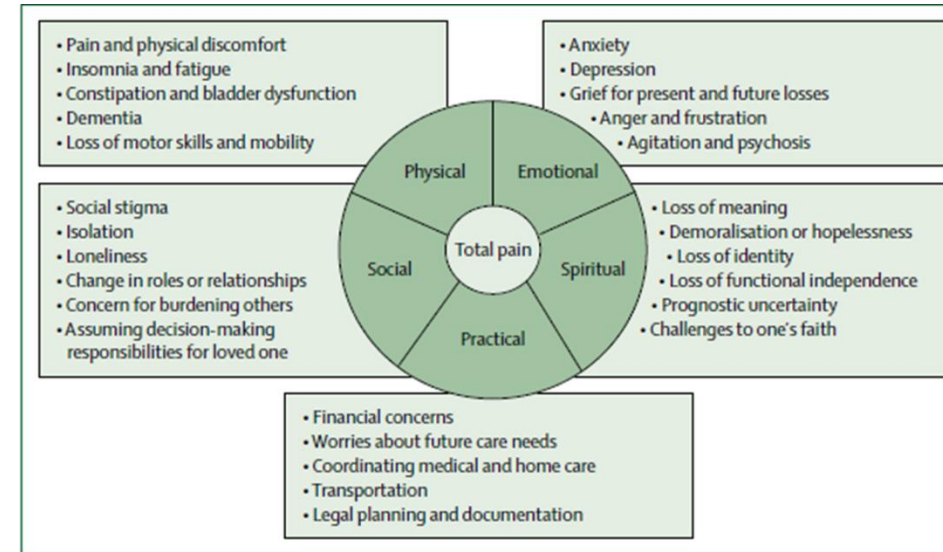 • Pain and physical discomfort
• Insomnia and fatigue
• Constipation and bladder dysfunction
• Dementia
• Loss of motor skills and mobility
• Anxiety
• Depression
• Grief for present and future losses
• Anger and frustration
• Agitation and psychosis
Physical
Emotional
• Social stigma
• Isolation
• Loneliness
• Change in roles or relationships
• Concern for burdening others
• Assuming decision-making
responsibilities for loved one
Social
Total pain
Spiritual
• Loss of meaning
• Demoralisation or hopelessness
• Loss of identity
• Loss of functional independence
• Prognostic uncertainty
• Challenges to one's faith
Practical
• Financial concerns
• Worries about future care needs
• Coordinating medical and home care
• Transportation
• Legal planning and documentation